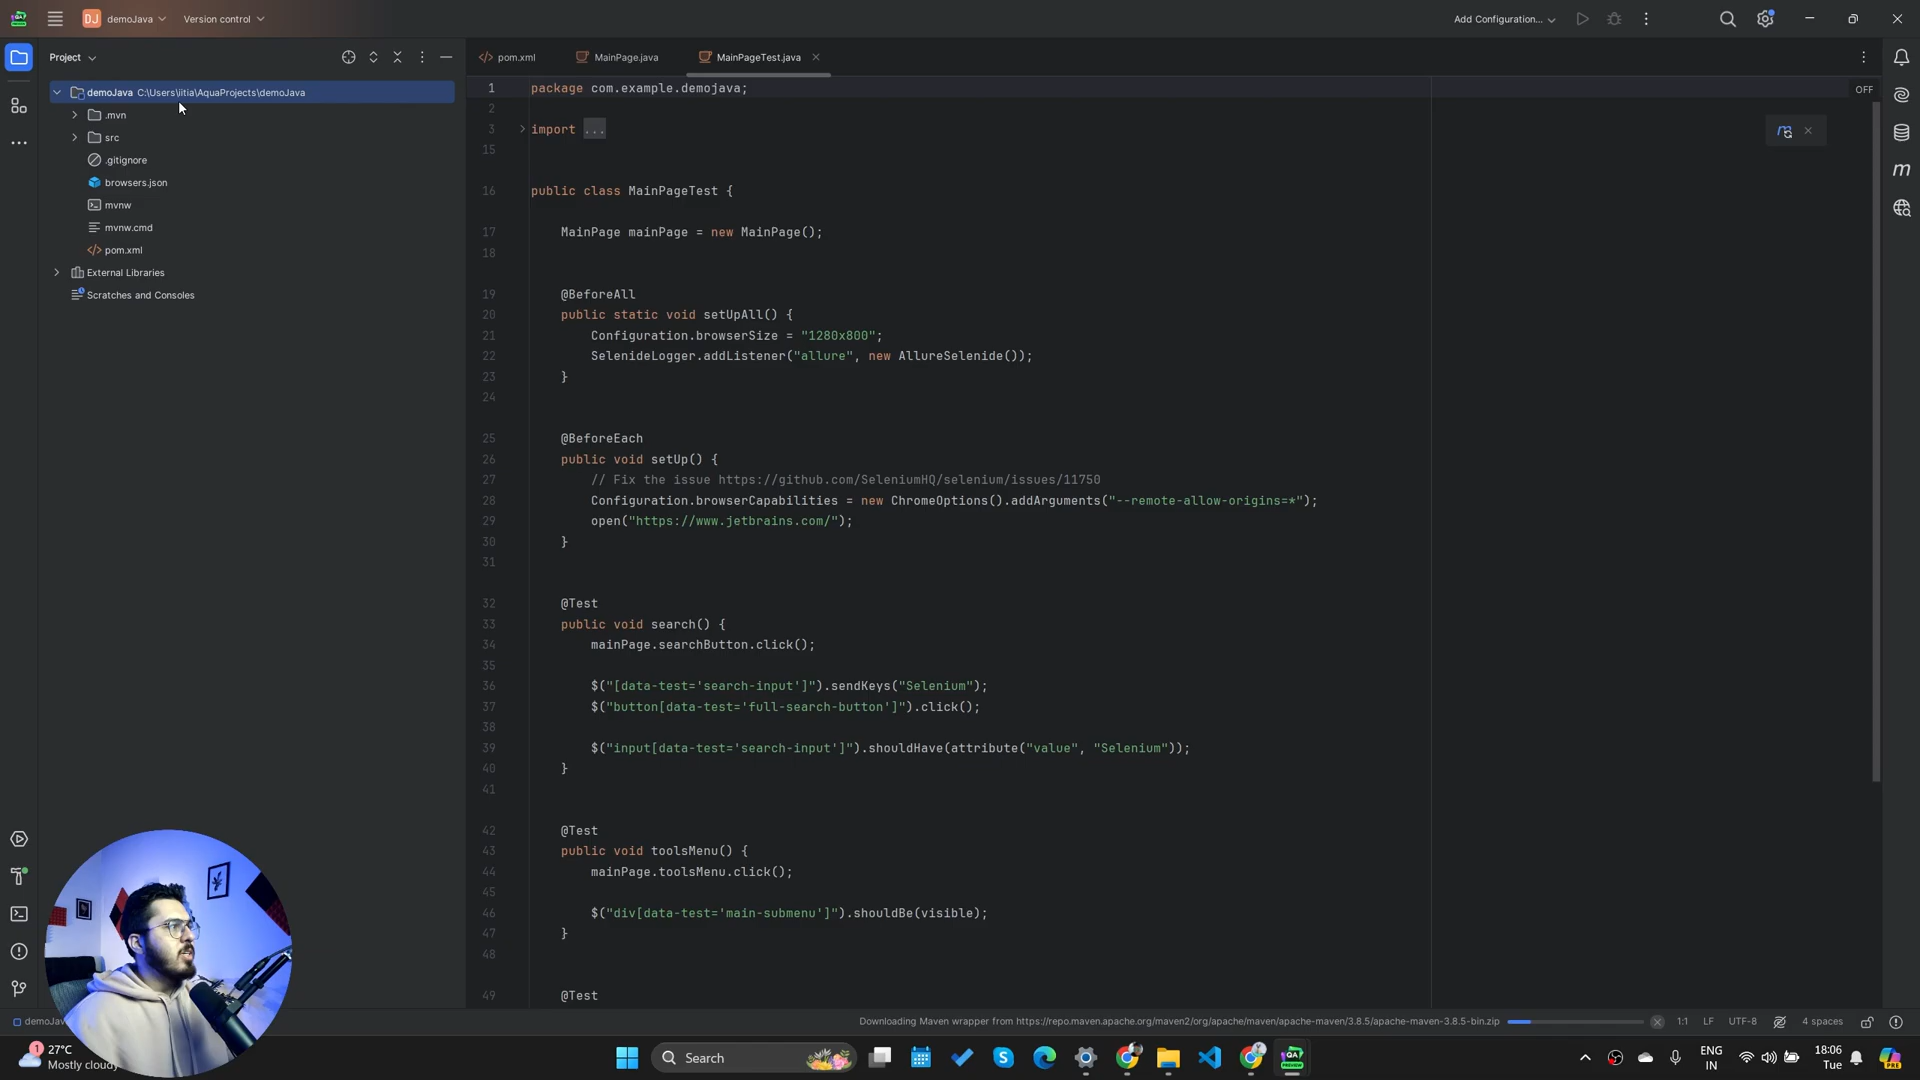 DJ demoJava Version control Add Configuration...
Project
pom.xml MainPage.java MainPageTest.java
demoJava C:\Users\iitia\AquaProjects\demoJava
.mvn
src
.gitignore
browsers.json
mvnw
mvnw.cmd
pom.xml
External Libraries
Scratches and Consoles
OFF
m
1 package com.example.demojava;
2
3 import ...
15
16 public class MainPageTest {
17 MainPage mainPage = new MainPage();
18
19 @BeforeAll
20 public static void setUpAll() {
21 Configuration.browserSize = "1280x800";
22 SelenideLogger.addListener("allure", new AllureSelenide());
23 }
24
25 @BeforeEach
26 public void setUp() {
27 // Fix the issue https://github.com/SeleniumHQ/selenium/issues/11750
28 Configuration.browserCapabilities = new ChromeOptions().addArguments("--remote-allow-origins=*");
29 open("https://www.jetbrains.com/");
30 }
31
32 @Test
33 public void search() {
34 mainPage.searchButton.click();
35
36 $("[data-test='search-input']").sendKeys("Selenium");
37 $("button[data-test='full-search-button']").click();
38
39 $("input[data-test='search-input']").shouldHave(attribute("value", "Selenium"));
40 }
41
42 @Test
43 public void toolsMenu() {
44 mainPage.toolsMenu.click();
45
46 $("div[data-test='main-submenu']").shouldBe(visible);
47 }
48
49 @Test
demoJav Downloading Maven wrapper from https://repo.maven.apache.org/maven2/org/apache/maven/apache-maven/3.8.5/apache-maven-3.8.5-bin.zip 1:1 LF UTF-8 4 spaces
1 27°C
Mostly cloudy
Search
ENG
IN
18:06
Tue